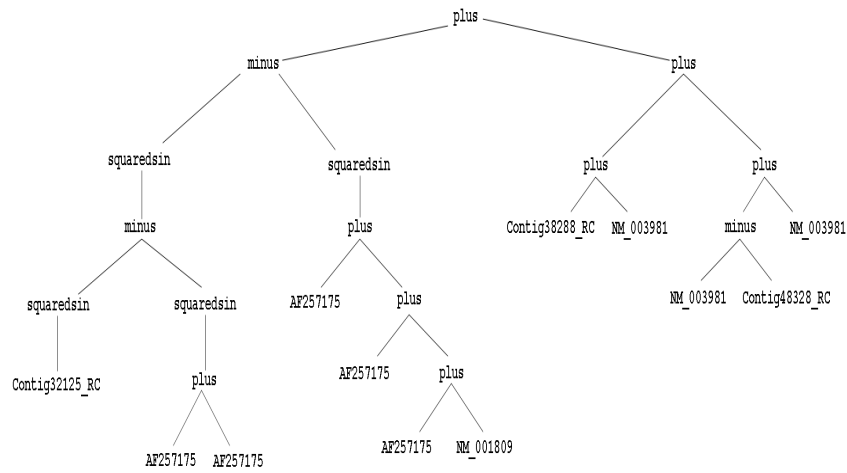 plus
minus plus
squaredsin squaredsin plus plus
minus plus Contig38288_RC NM_003981 minus NM_003981
squaredsin squaredsin AF257175 plus NM_003981 Contig48328_RC
Contig32125_RC plus AF257175 plus
AF257175 AF257175 AF257175 NM_001809